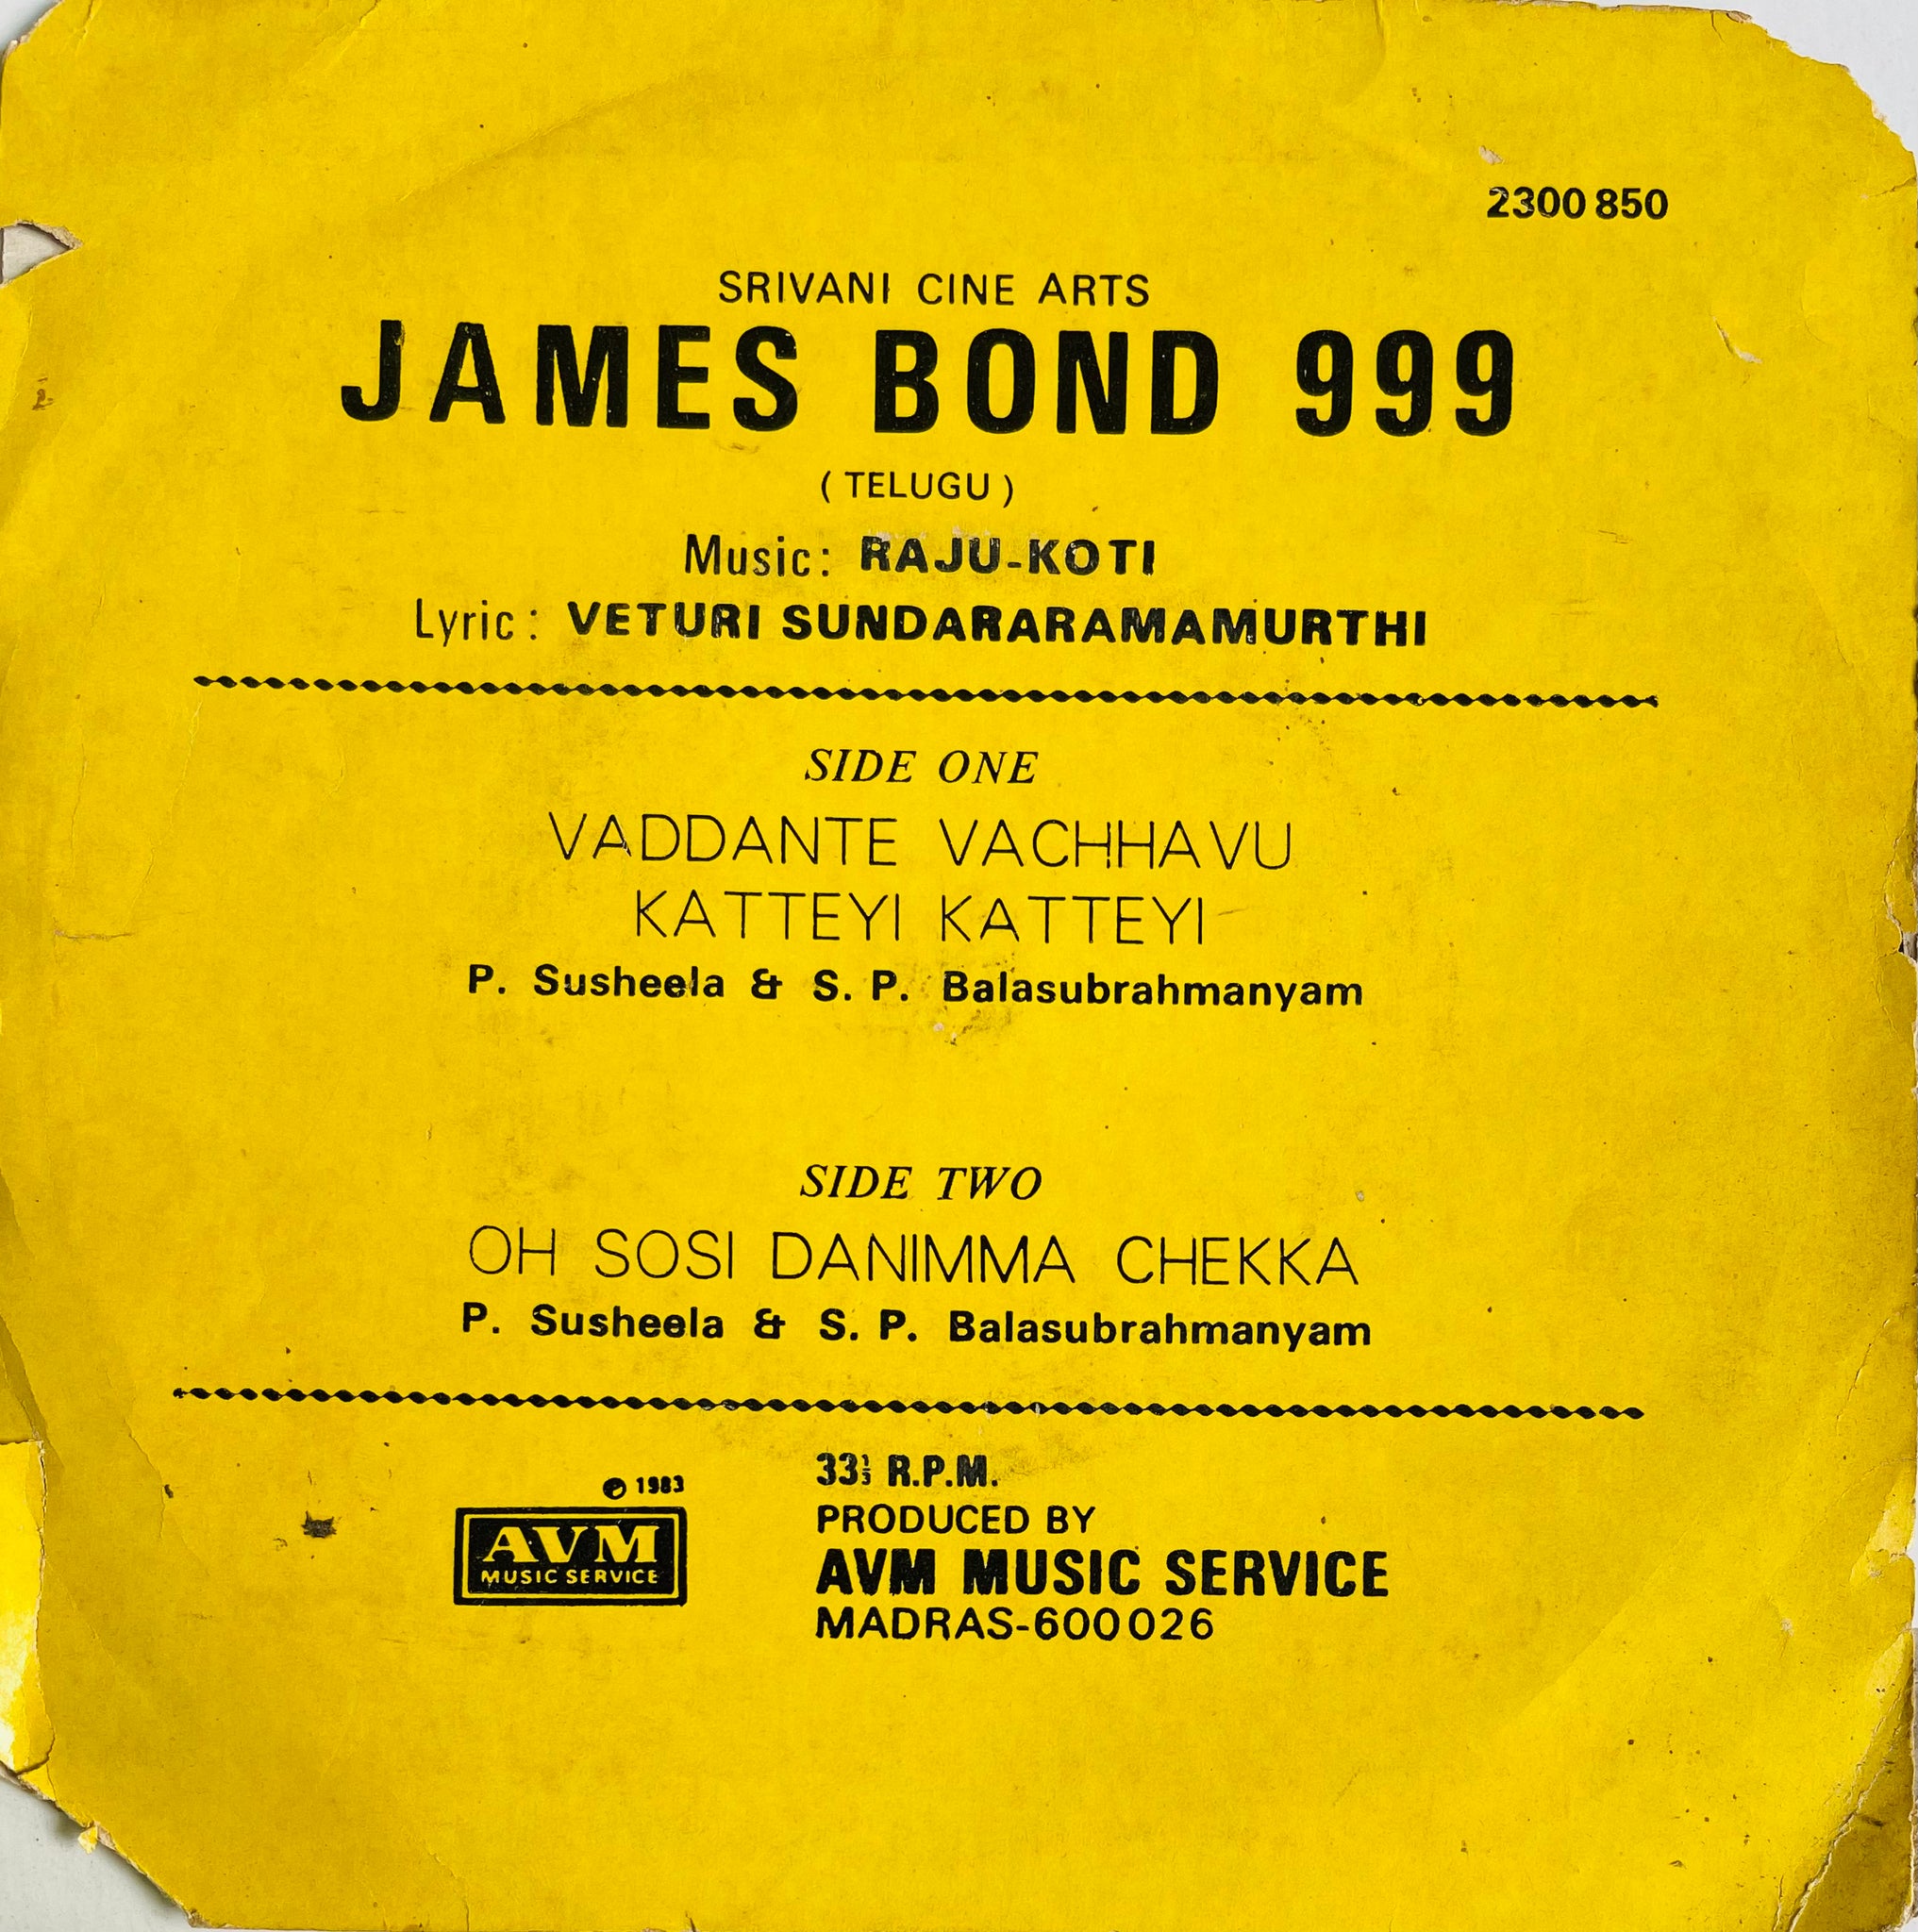 2300 850
SRIVANI CINE ARTS
JAMES BOND 999
( TELUGU )
Music: RAJU-KOTI
Lyric: VETURI SUNDARARAMAMURTHI
SIDE ONE
VADDANTE VACHHAVU
KATTEYI KATTEYI
P. Susheela & S. P. Balasubrahmanyam
SIDE TWO
OH SOSI DANIMMA CHEKKA
P. Susheela & S. P. Balasubrahmanyam
℗ 1983
AVM
MUSIC SERVICE
33⅓ R.P.M.
PRODUCED BY
AVM MUSIC SERVICE
MADRAS-600026